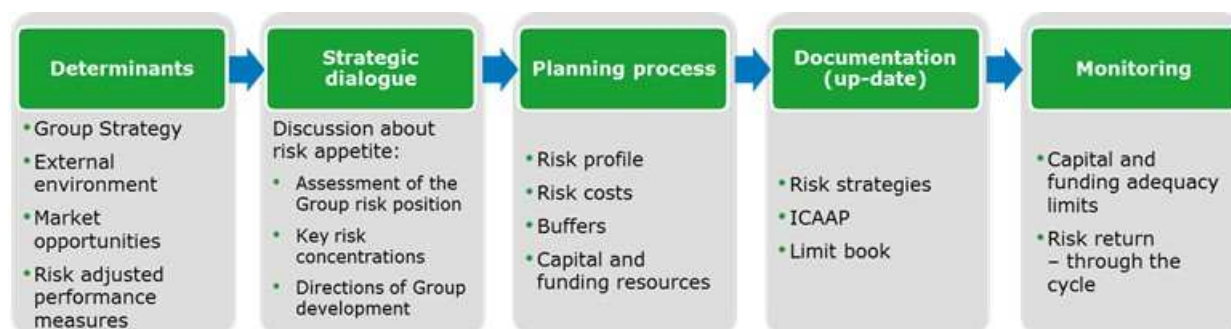 Determinants
• Group Strategy
• External
environment
• Market
opportunities
• Risk adjusted
performance
measures
Strategic
dialogue
Discussion about
risk appetite:
• Assessment of the
Group risk position
• Key risk
concentrations
• Directions of Group
development
Planning process
• Risk profile
• Risk costs
• Buffers
• Capital and
funding resources
Documentation
(up-date)
• Risk strategies
• ICAAP
• Limit book
Monitoring
• Capital and
funding adequacy
limits
• Risk return
– through the
cycle